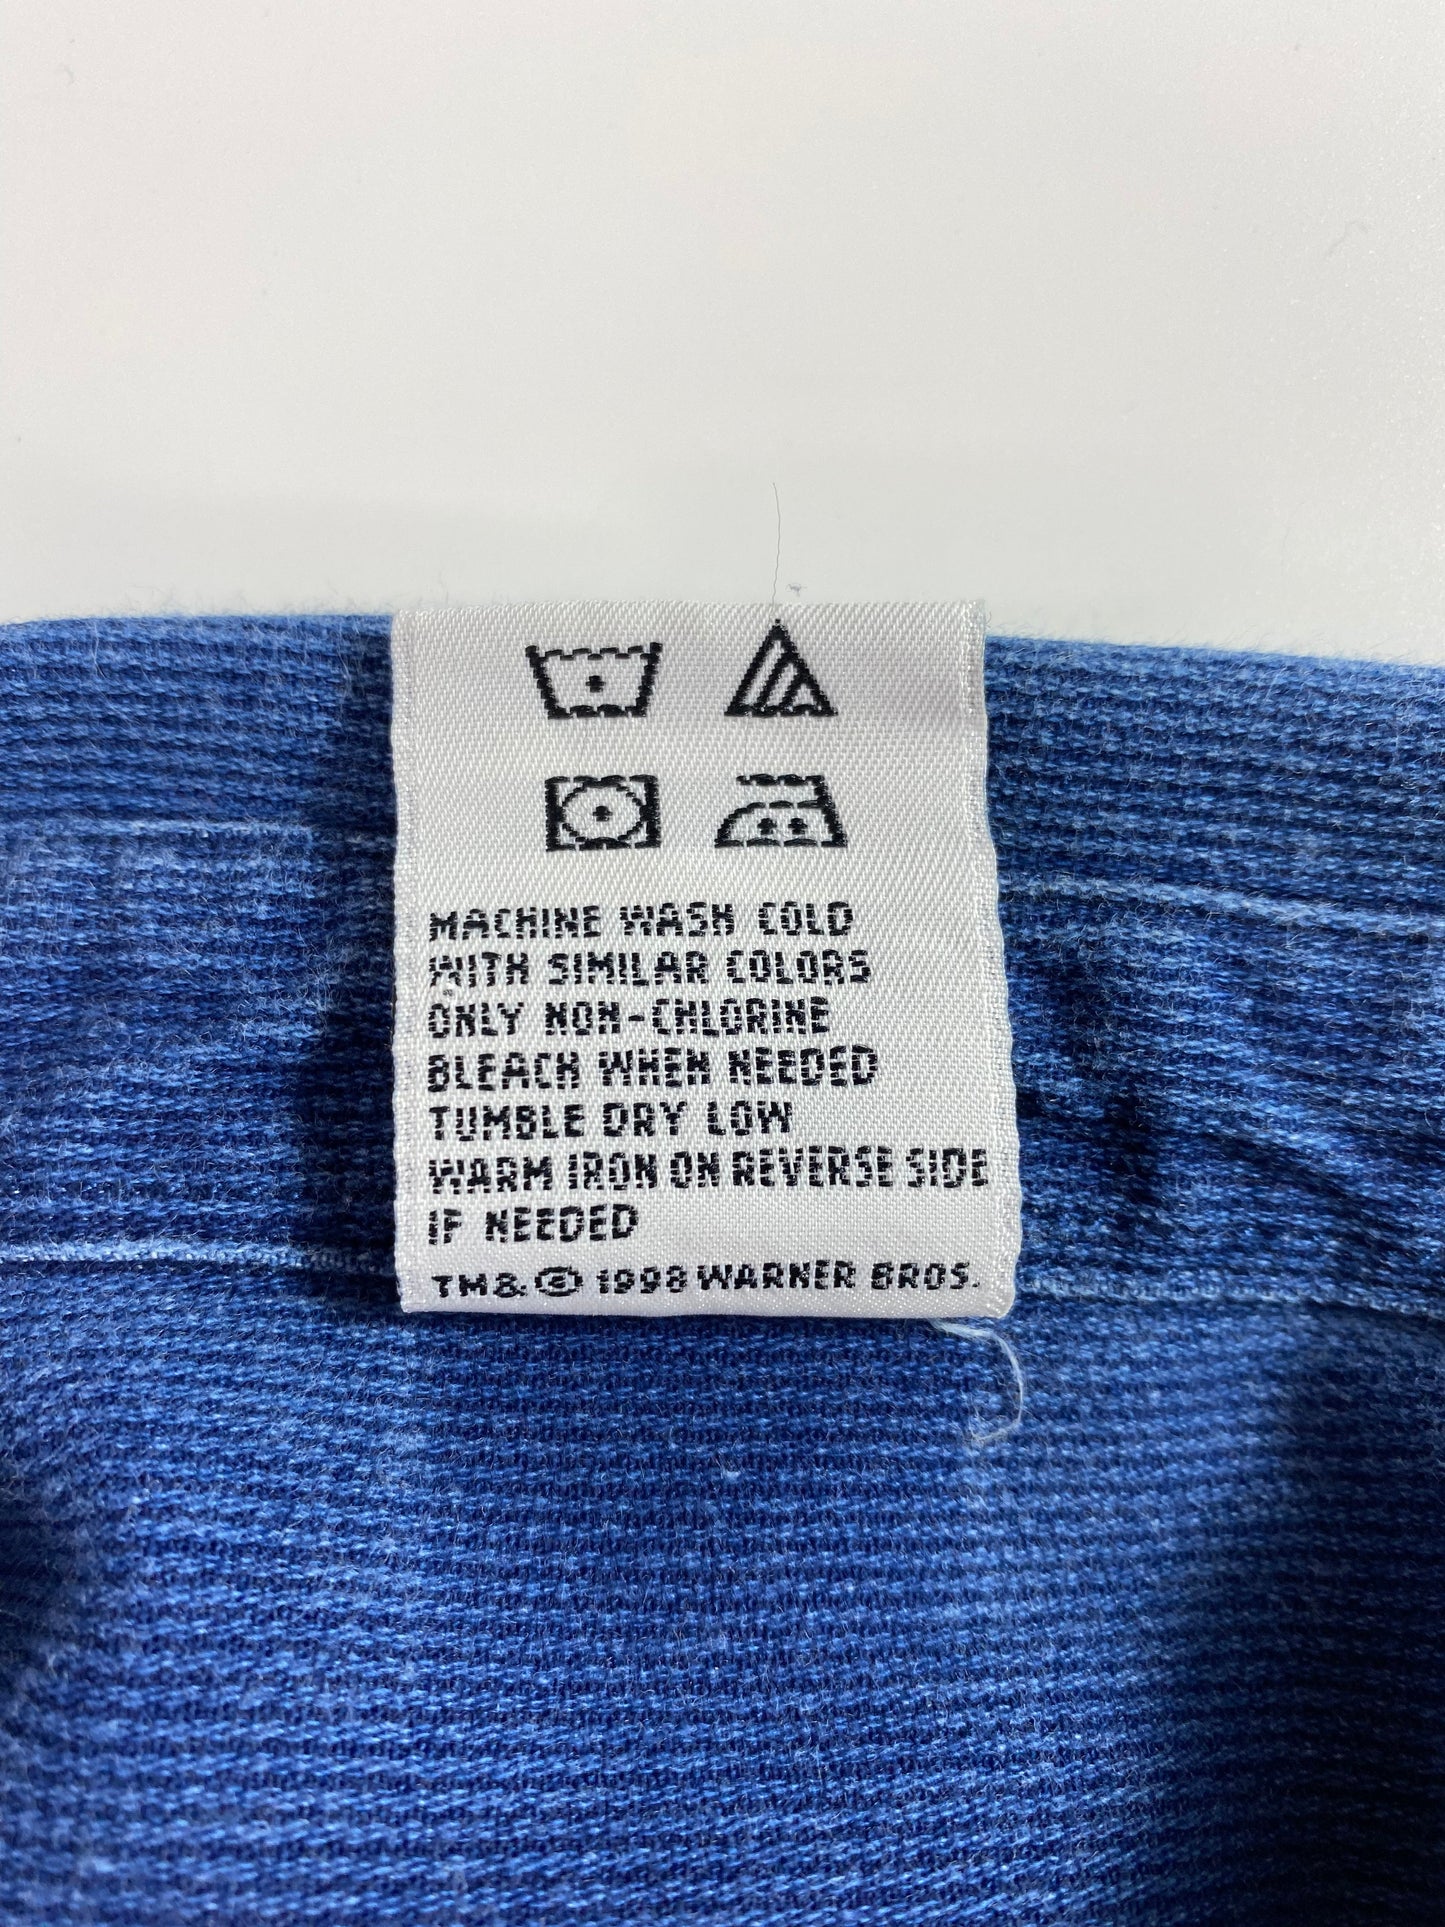 MACHINE WASH COLD
WITH SIMILAR COLORS
ONLY NON-CHLORINE
BLEACH WHEN NEEDED
TUMBLE DRY LOW
WARM IRON ON REVERSE SIDE
IF NEEDED
TM & © 1998 WARNER BROS.